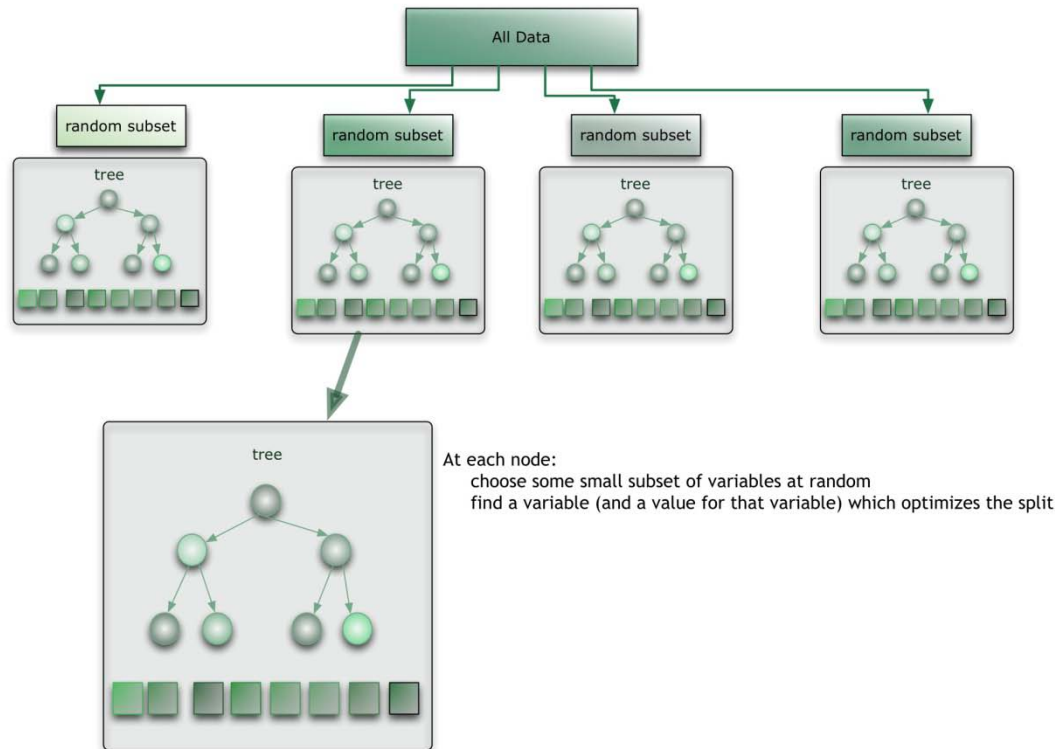 All Data
random subset
random subset
random subset
random subset
tree
tree
tree
tree
tree
At each node:
choose some small subset of variables at random
find a variable (and a value for that variable) which optimizes the split